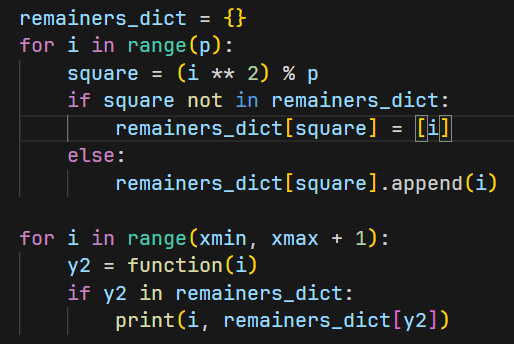 remainers_dict = {}
for i in range(p):
    square = (i ** 2) % p
    if square not in remainers_dict:
        remainers_dict[square] = [i]
    else:
        remainers_dict[square].append(i)

for i in range(xmin, xmax + 1):
    y2 = function(i)
    if y2 in remainers_dict:
        print(i, remainers_dict[y2])